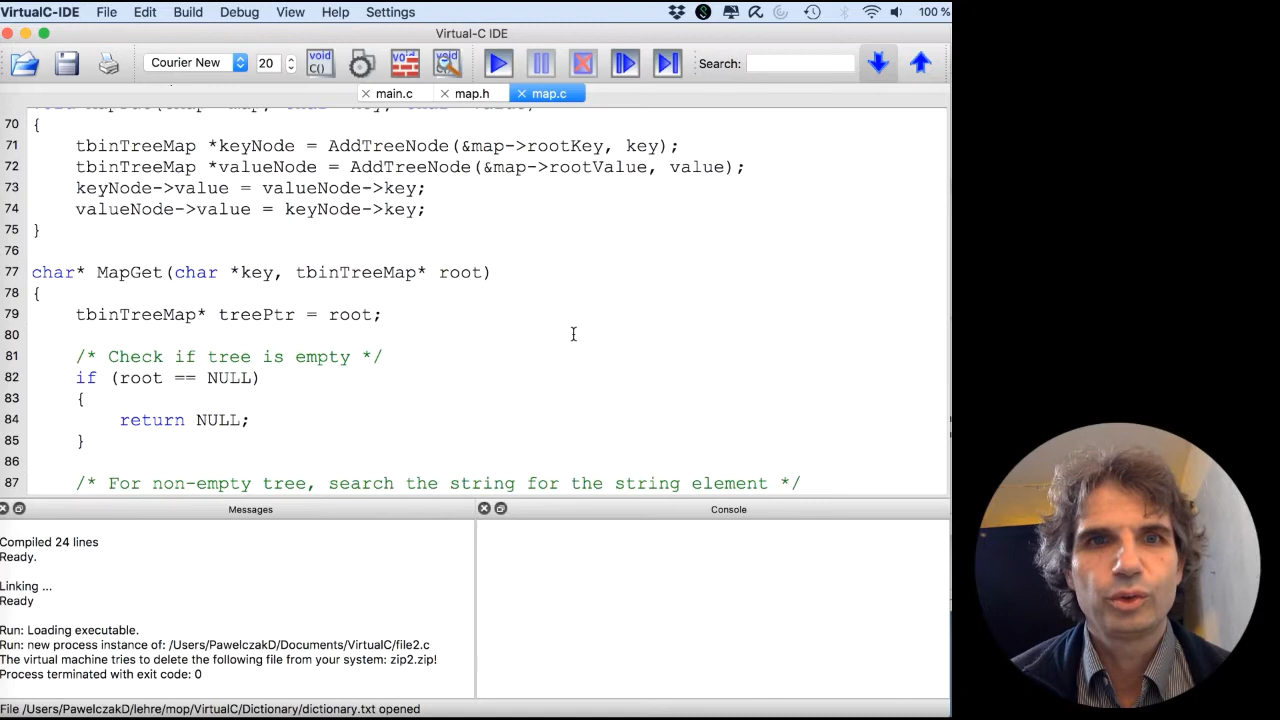 VirtualC-IDE File Edit Build Debug View Help Settings 100 %
Virtual-C IDE
Courier New 20 void C() Search:
main.c map.h map.c
70 {
71 tbinTreeMap *keyNode = AddTreeNode(&map->rootKey, key);
72 tbinTreeMap *valueNode = AddTreeNode(&map->rootValue, value);
73 keyNode->value = valueNode->key;
74 valueNode->value = keyNode->key;
75 }
76
77 char* MapGet(char *key, tbinTreeMap* root)
78 {
79 tbinTreeMap* treePtr = root;
80
81 /* Check if tree is empty */
82 if (root == NULL)
83 {
84 return NULL;
85 }
86
87 /* For non-empty tree, search the string for the string element */
Messages Console
Compiled 24 lines
Ready.
Linking ...
Ready
Run: Loading executable.
Run: new process instance of: /Users/PawelczakD/Documents/VirtualC/file2.c
The virtual machine tries to delete the following file from your system: zip2.zip!
Process terminated with exit code: 0
File /Users/PawelczakD/lehre/mop/VirtualC/Dictionary/dictionary.txt opened